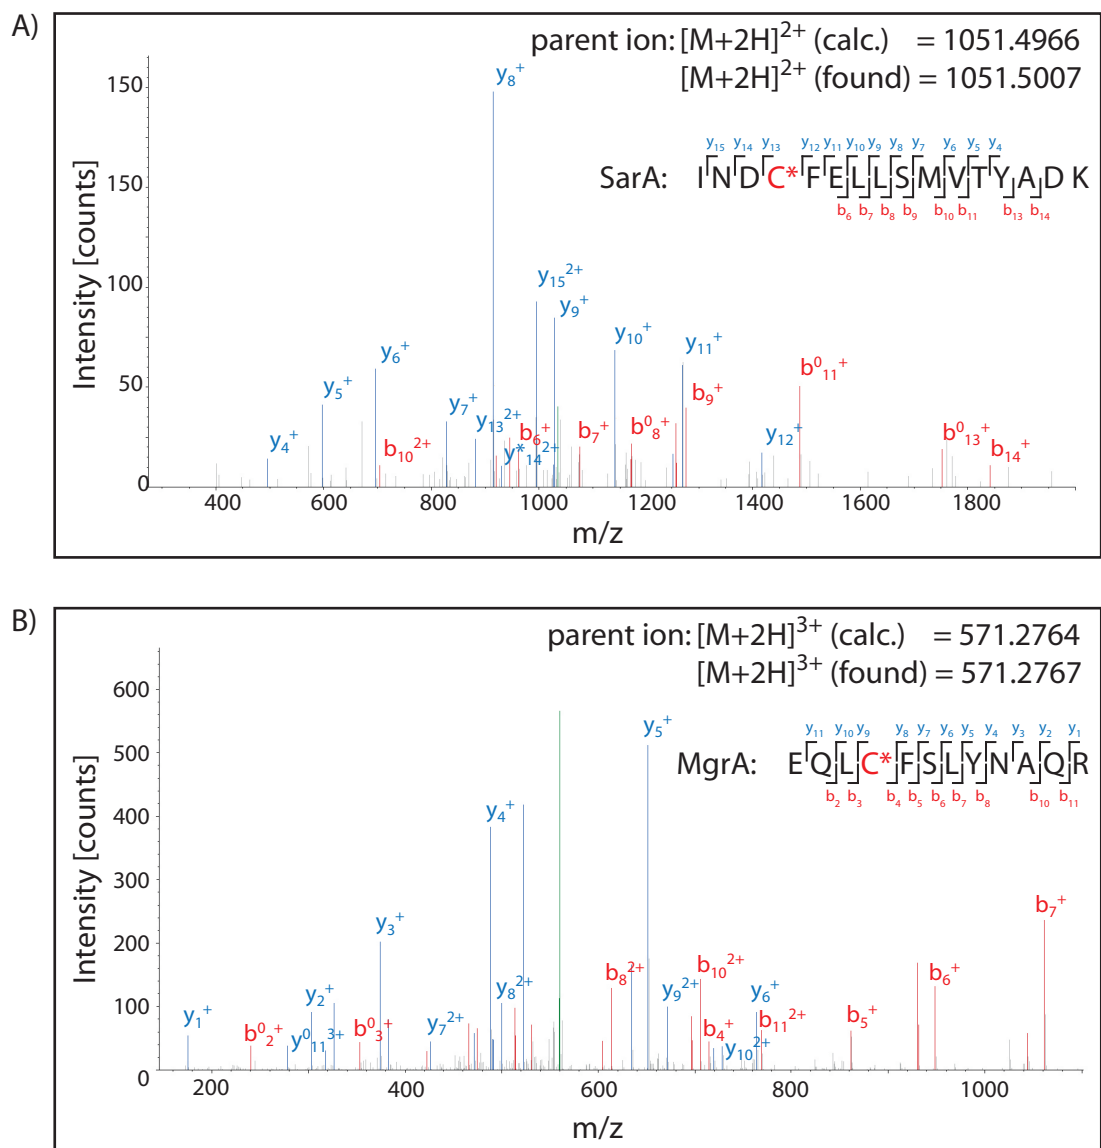 A)
parent ion: [M+2H]²⁺ (calc.) = 1051.4966
[M+2H]²⁺ (found) = 1051.5007
y₁₅ y₁₄ y₁₃ y₁₂ y₁₁ y₁₀ y₉ y₈ y₇ y₆ y₅ y₄
SarA: INDC*FELLSMVTYADK
b₆ b₇ b₈ b₉ b₁₀ b₁₁ b₁₃ b₁₄
Intensity [counts]
150
150
100
50
0
y₈⁺
y₁₅²⁺
y₉⁺
y₆⁺
y₁₀⁺
y₁₁⁺
y₅⁺
b⁰₁₁⁺
b₉⁺
y₇⁺
y₁₃²⁺
b₆⁺
b₇⁺
b⁰₈⁺
y₁₂⁺
y₄⁺
b₁₀²⁺
y*₁₄²⁺
b⁰₁₃⁺
b₁₄⁺
400 600 800 1000 1200 1400 1600 1800
m/z
B)
parent ion: [M+2H]³⁺ (calc.) = 571.2764
[M+2H]³⁺ (found) = 571.2767
y₁₁ y₁₀ y₉ y₈ y₇ y₆ y₅ y₄ y₃ y₂ y₁
MgrA: EQLC*FSLYNAQR
b₂ b₃ b₄ b₅ b₆ b₇ b₈ b₁₀ b₁₁
Intensity [counts]
600
500
400
300
200
100
0
y₅⁺
y₄⁺
y₃⁺
b₇⁺
b₈²⁺
b₁₀²⁺
y₂⁺
y₈²⁺
y₉²⁺
y₆⁺
b₆⁺
y₁⁺
b⁰₂⁺
y⁰₁₁³⁺
b⁰₃⁺
y₇²⁺
b₄⁺
b₁₁²⁺
b₅⁺
y₁₀²⁺
200 400 600 800 1000
m/z